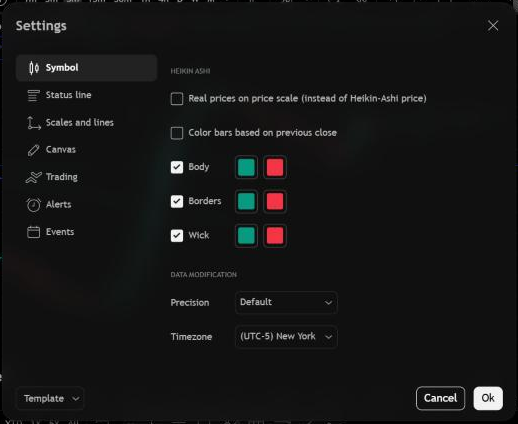 Settings
Symbol
Status line
Scales and lines
Canvas
Trading
Alerts
Events
HEIKIN ASHI
Real prices on price scale (instead of Heikin-Ashi price)
Color bars based on previous close
Body
Borders
Wick
DATA MODIFICATION
Precision Default
Timezone (UTC-5) New York
Template Cancel Ok